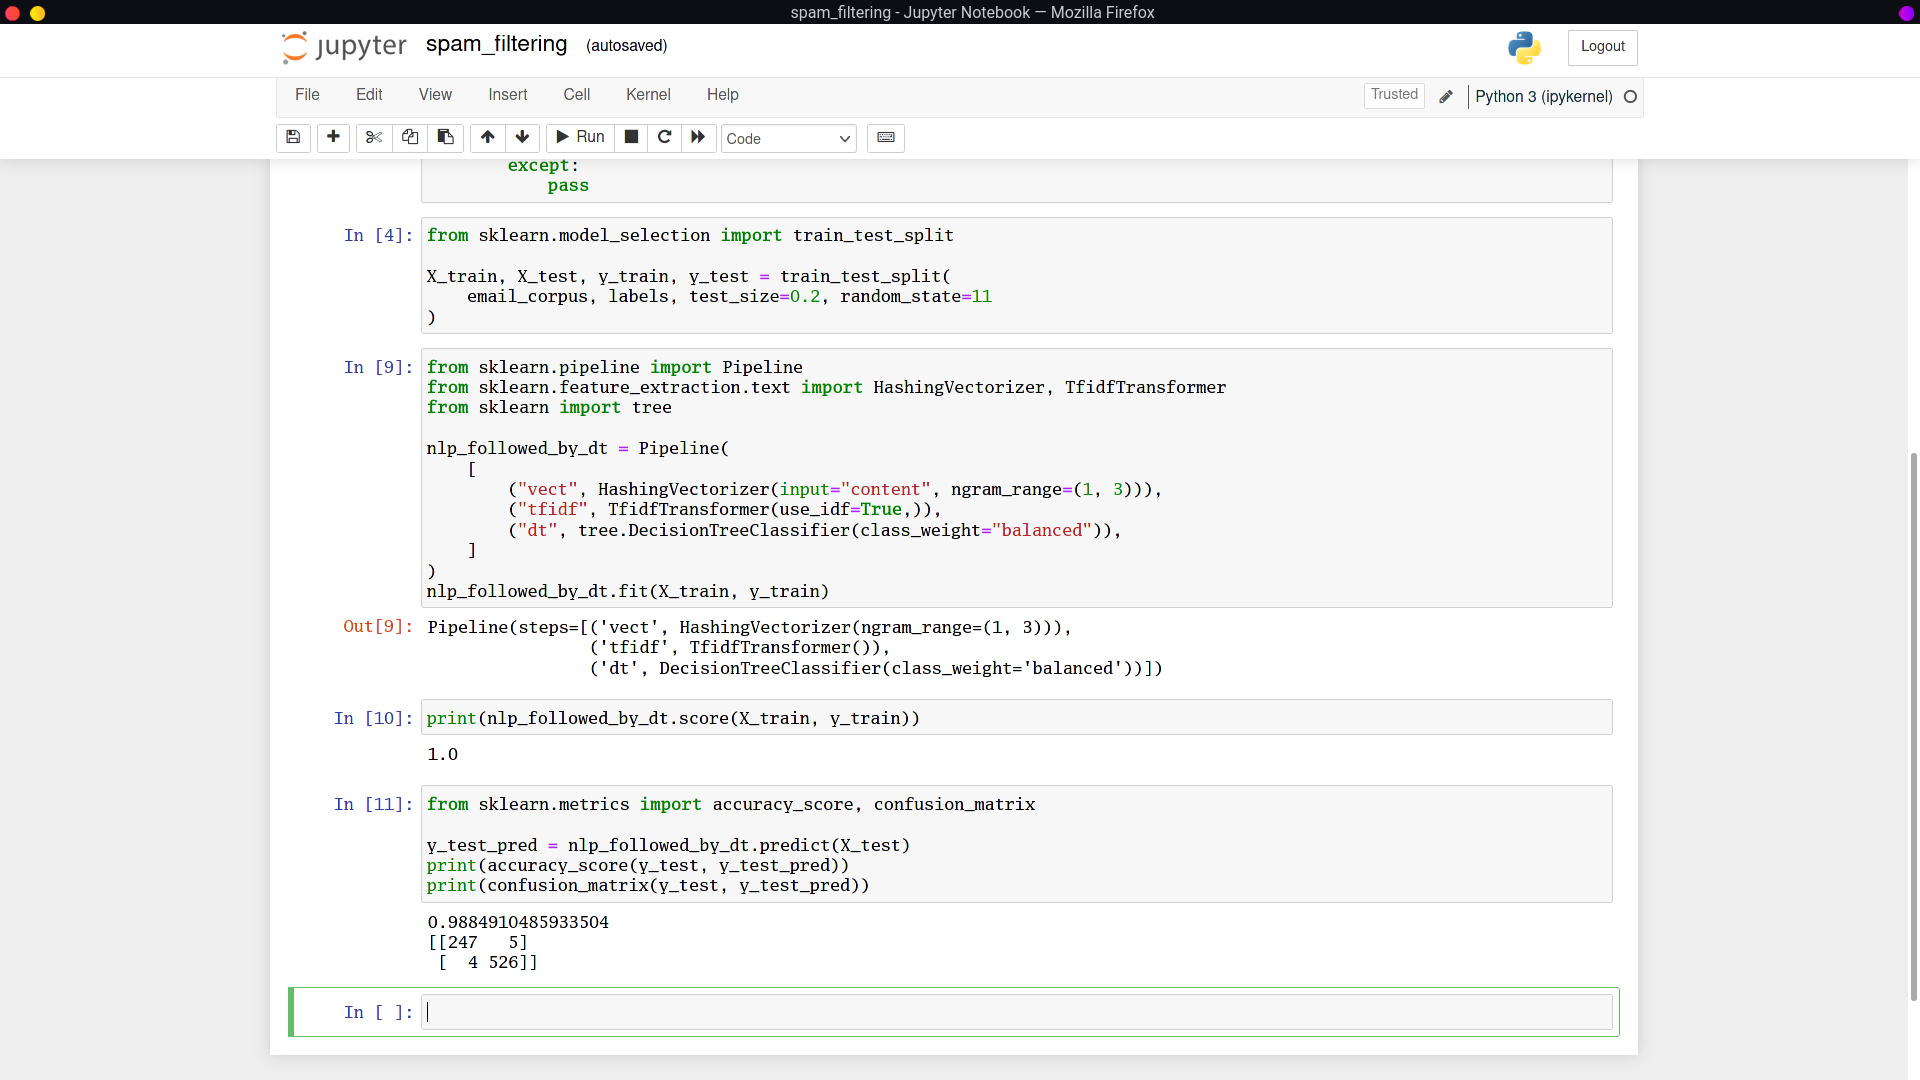 spam_filtering - Jupyter Notebook — Mozilla Firefox
jupyter spam_filtering (autosaved) Logout
File Edit View Insert Cell Kernel Help Trusted Python 3 (ipykernel)
Run Code
        except:
            pass
In [4]: from sklearn.model_selection import train_test_split
X_train, X_test, y_train, y_test = train_test_split(
    email_corpus, labels, test_size=0.2, random_state=11
)
In [9]: from sklearn.pipeline import Pipeline
from sklearn.feature_extraction.text import HashingVectorizer, TfidfTransformer
from sklearn import tree
nlp_followed_by_dt = Pipeline(
    [
        ("vect", HashingVectorizer(input="content", ngram_range=(1, 3))),
        ("tfidf", TfidfTransformer(use_idf=True,)),
        ("dt", tree.DecisionTreeClassifier(class_weight="balanced")),
    ]
)
nlp_followed_by_dt.fit(X_train, y_train)
Out[9]: Pipeline(steps=[('vect', HashingVectorizer(ngram_range=(1, 3))),
                ('tfidf', TfidfTransformer()),
                ('dt', DecisionTreeClassifier(class_weight='balanced'))])
In [10]: print(nlp_followed_by_dt.score(X_train, y_train))
1.0
In [11]: from sklearn.metrics import accuracy_score, confusion_matrix
y_test_pred = nlp_followed_by_dt.predict(X_test)
print(accuracy_score(y_test, y_test_pred))
print(confusion_matrix(y_test, y_test_pred))
0.9884910485933504
[[247   5]
 [  4 526]]
In [ ]: